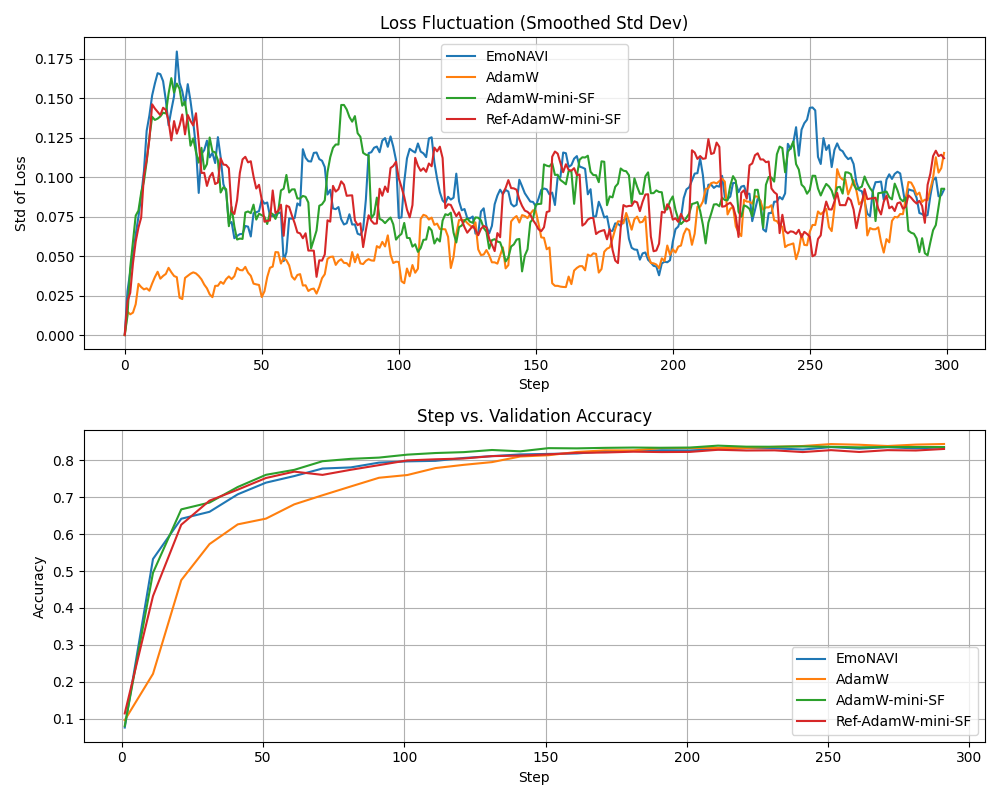 Loss Fluctuation (Smoothed Std Dev)
EmoNAVI
AdamW
AdamW-mini-SF
Ref-AdamW-mini-SF
Std of Loss
0.175
0.150
0.125
0.100
0.075
0.050
0.025
0.000
0 50 100 150 200 250 300
Step
Step vs. Validation Accuracy
Accuracy
0.8
0.7
0.6
0.5
0.4
0.3
0.2
0.1
EmoNAVI
AdamW
AdamW-mini-SF
Ref-AdamW-mini-SF
0 50 100 150 200 250 300
Step